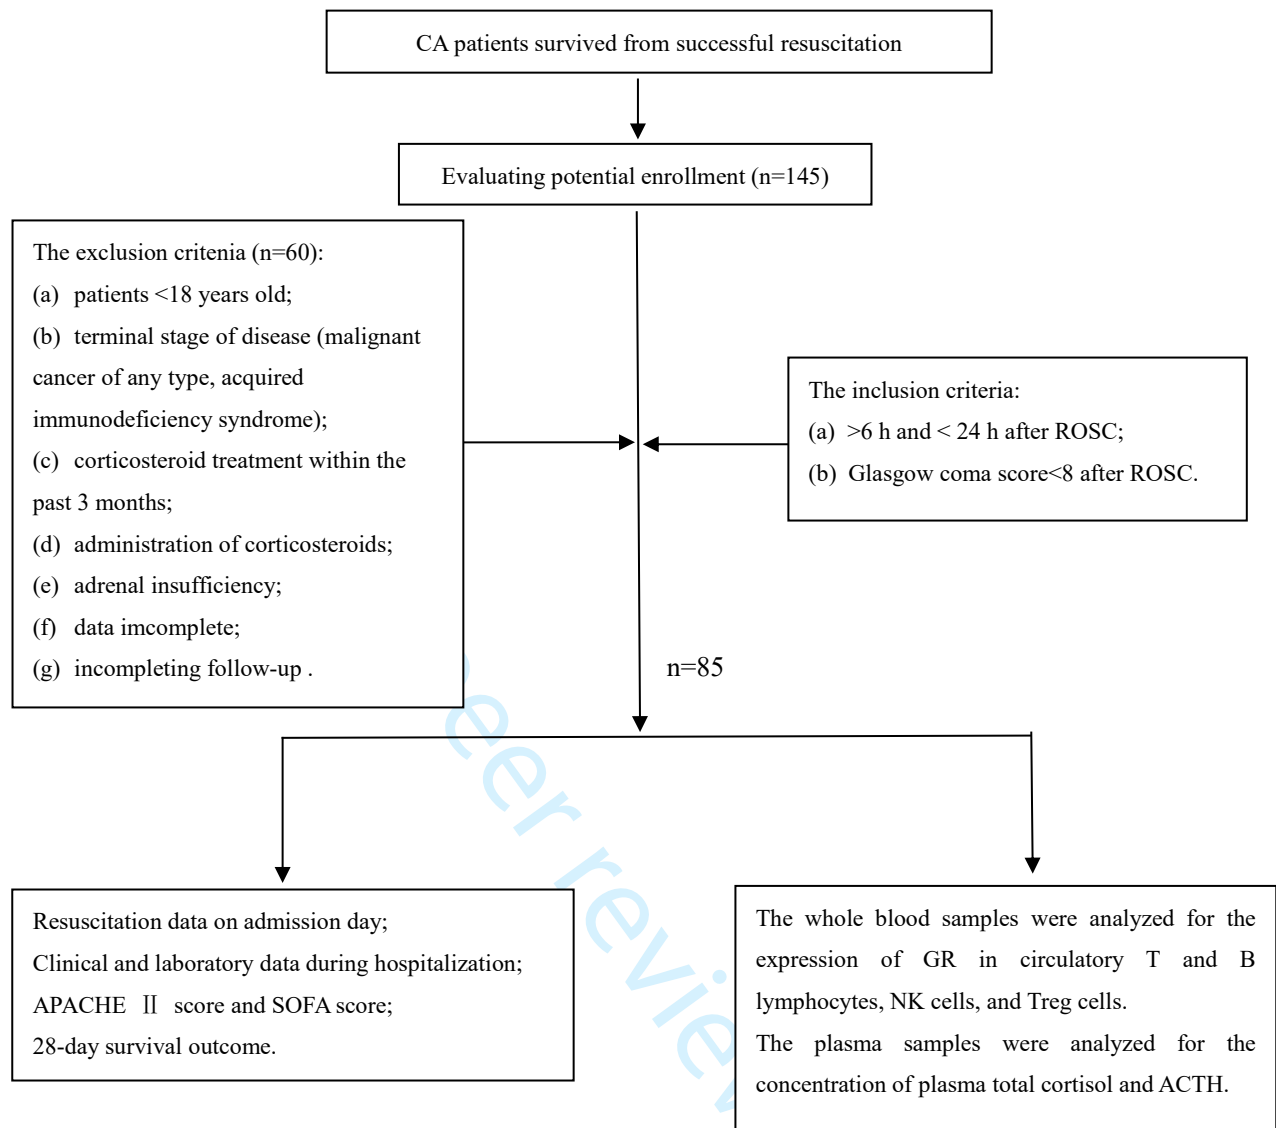 CA patients survived from successful resuscitation
Evaluating potential enrollment (n=145)
The exclusion critenia (n=60):
(a) patients <18 years old;
(b) terminal stage of disease (malignant
cancer of any type, acquired
immunodeficiency syndrome);
(c) corticosteroid treatment within the
past 3 months;
(d) administration of corticosteroids;
(e) adrenal insufficiency;
(f) data imcomplete;
(g) incompleting follow-up .
The inclusion criteria:
(a) >6 h and < 24 h after ROSC;
(b) Glasgow coma score<8 after ROSC.
n=85
Resuscitation data on admission day;
Clinical and laboratory data during hospitalization;
APACHE Ⅱ score and SOFA score;
28-day survival outcome.
The whole blood samples were analyzed for the
expression of GR in circulatory T and B
lymphocytes, NK cells, and Treg cells.
The plasma samples were analyzed for the
concentration of plasma total cortisol and ACTH.
eer review